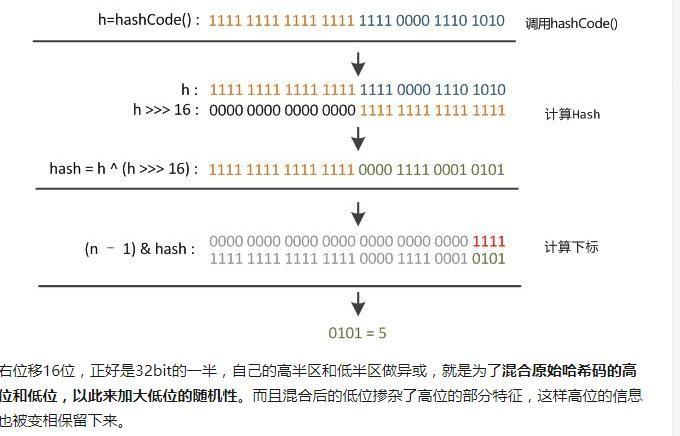 h=hashCode() : 1111 1111 1111 1111 1111 0000 1110 1010 调用hashCode()
h : 1111 1111 1111 1111 1111 0000 1110 1010
h >>> 16 : 0000 0000 0000 0000 1111 1111 1111 1111 计算Hash
hash = h ^ (h >>> 16) : 1111 1111 1111 1111 0000 1111 0001 0101
(n – 1) & hash : 0000 0000 0000 0000 0000 0000 0000 1111 计算下标
1111 1111 1111 1111 0000 1111 0001 0101
0101 = 5
右位移16位，正好是32bit的一半，自己的高半区和低半区做异或，就是为了混合原始哈希码的高
位和低位，以此来加大低位的随机性。而且混合后的低位掺杂了高位的部分特征，这样高位的信息
也被变相保留下来。